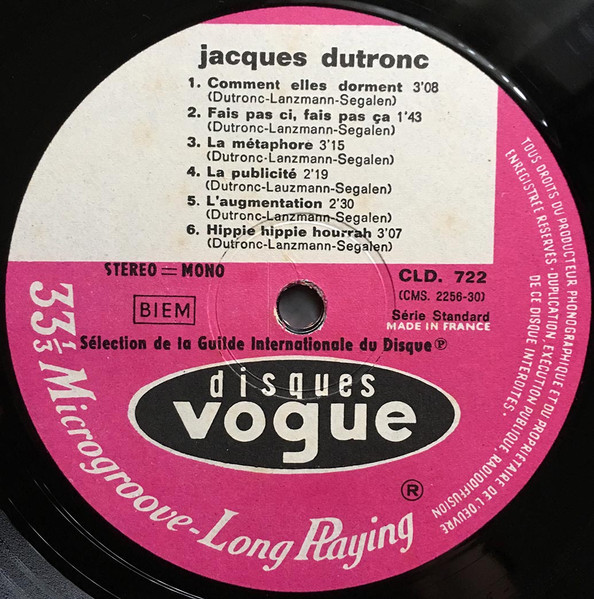 jacques dutronc
1. Comment elles dorment 3'08
(Dutronc-Lanzmann-Segalen)
2. Fais pas ci, fais pas ça 1'43
(Dutronc-Lanzmann-Segalen)
3. La métaphore 3'15
(Dutronc-Lanzmann-Segalen)
4. La publicité 2'19
(Dutronc-Lauzmann-Segalen)
5. L'augmentation 2'30
(Dutronc-Lanzmann-Segalen)
6. Hippie hippie hourrah 3'07
(Dutronc-Lanzmann-Segalen)
STEREO = MONO
BIEM
CLD. 722
(CMS. 2256-30)
Série Standard
MADE IN FRANCE
Sélection de la Guilde Internationale du Disque ℗
disques
vogue
®
33 1/3 Microgroove-Long Playing
TOUS DROITS DU PRODUCTEUR PHONOGRAPHIQUE ET DU PROPRIÉTAIRE DE L'OEUVRE
ENREGISTRÉE RÉSERVÉS - DUPLICATION, EXÉCUTION PUBLIQUE, RADIODIFFUSION
DE CE DISQUE INTERDITES.